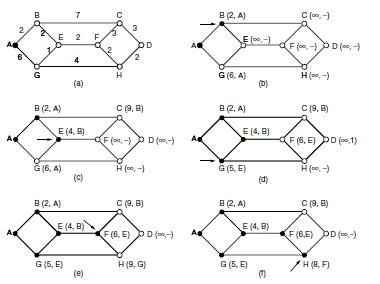 B 7 C
2 2 3 3
A E 2 F D
6 1 2 2
G 4 H
(a)
B (2, A) C (∞, −)
A E (∞, −) F (∞, −) D (∞, −)
G (6, A) H (∞, −)
(b)
B (2, A) C (9, B)
A E (4, B) F (∞, −) D (∞, −)
G (6, A) H (∞, −)
(c)
B (2, A) C (9, B)
A E (4, B) F (6, E) D (∞,1)
G (5, E) H (∞, −)
(d)
B (2, A) C (9, B)
A E (4, B) F (6, E) D (∞,−)
G (5, E) H (9, G)
(e)
B (2, A) C (9, B)
A E (4, B) F (6,E) D (∞,−)
G (5, E) H (8, F)
(f)